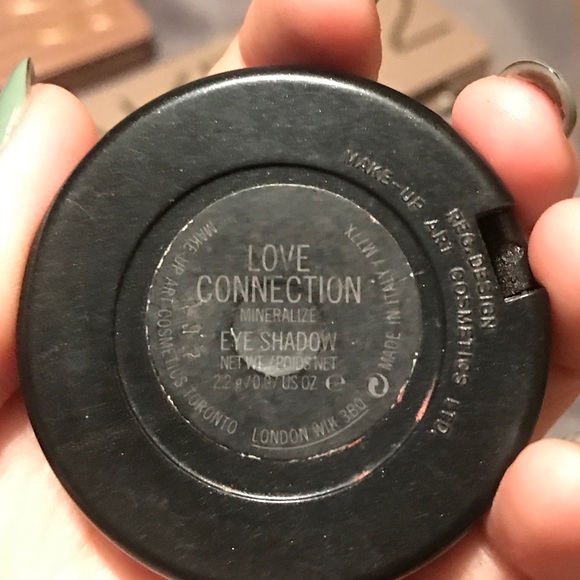 LOVE
CONNECTION
MINERALIZE
EYE SHADOW
NET WT./POIDS NET
2.2 g/0.  US OZ
MAKE-UP ART COSMETICS TORONTO
LONDON W1K 3BQ
MADE IN ITALY / M77X
MAKE-UP ART COSMETICS LTD.
REG.DESIGN